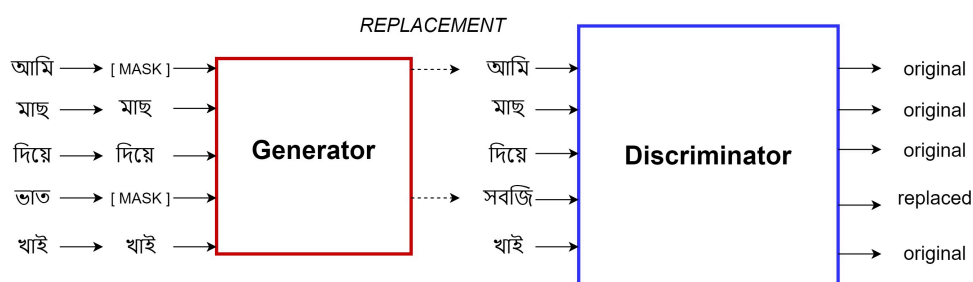 REPLACEMENT
আমি [ MASK ] আমি original
মাছ মাছ মাছ original
দিয়ে দিয়ে Generator দিয়ে Discriminator original
ভাত [ MASK ] সবজি replaced
খাই খাই খাই original